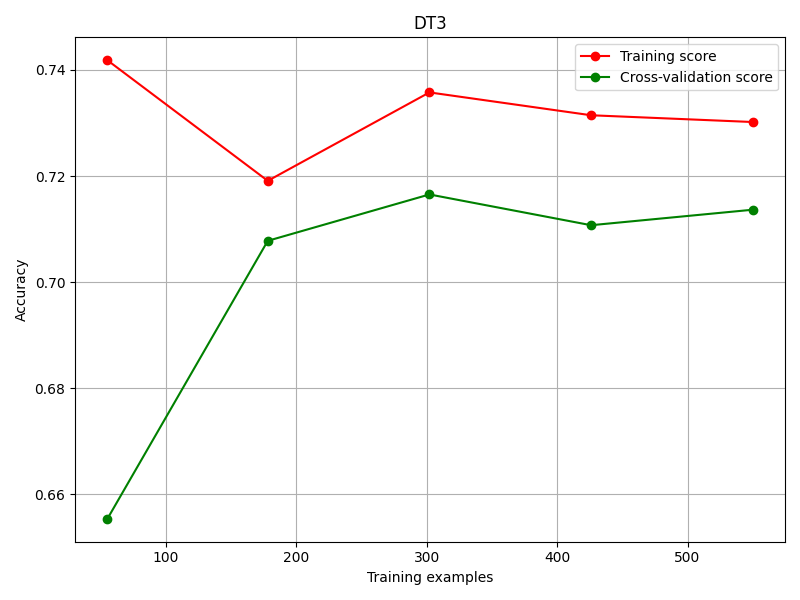 DT3
Training score
Cross-validation score
0.74
0.72
0.70
0.68
0.66
Accuracy
100
200
300
400
500
Training examples